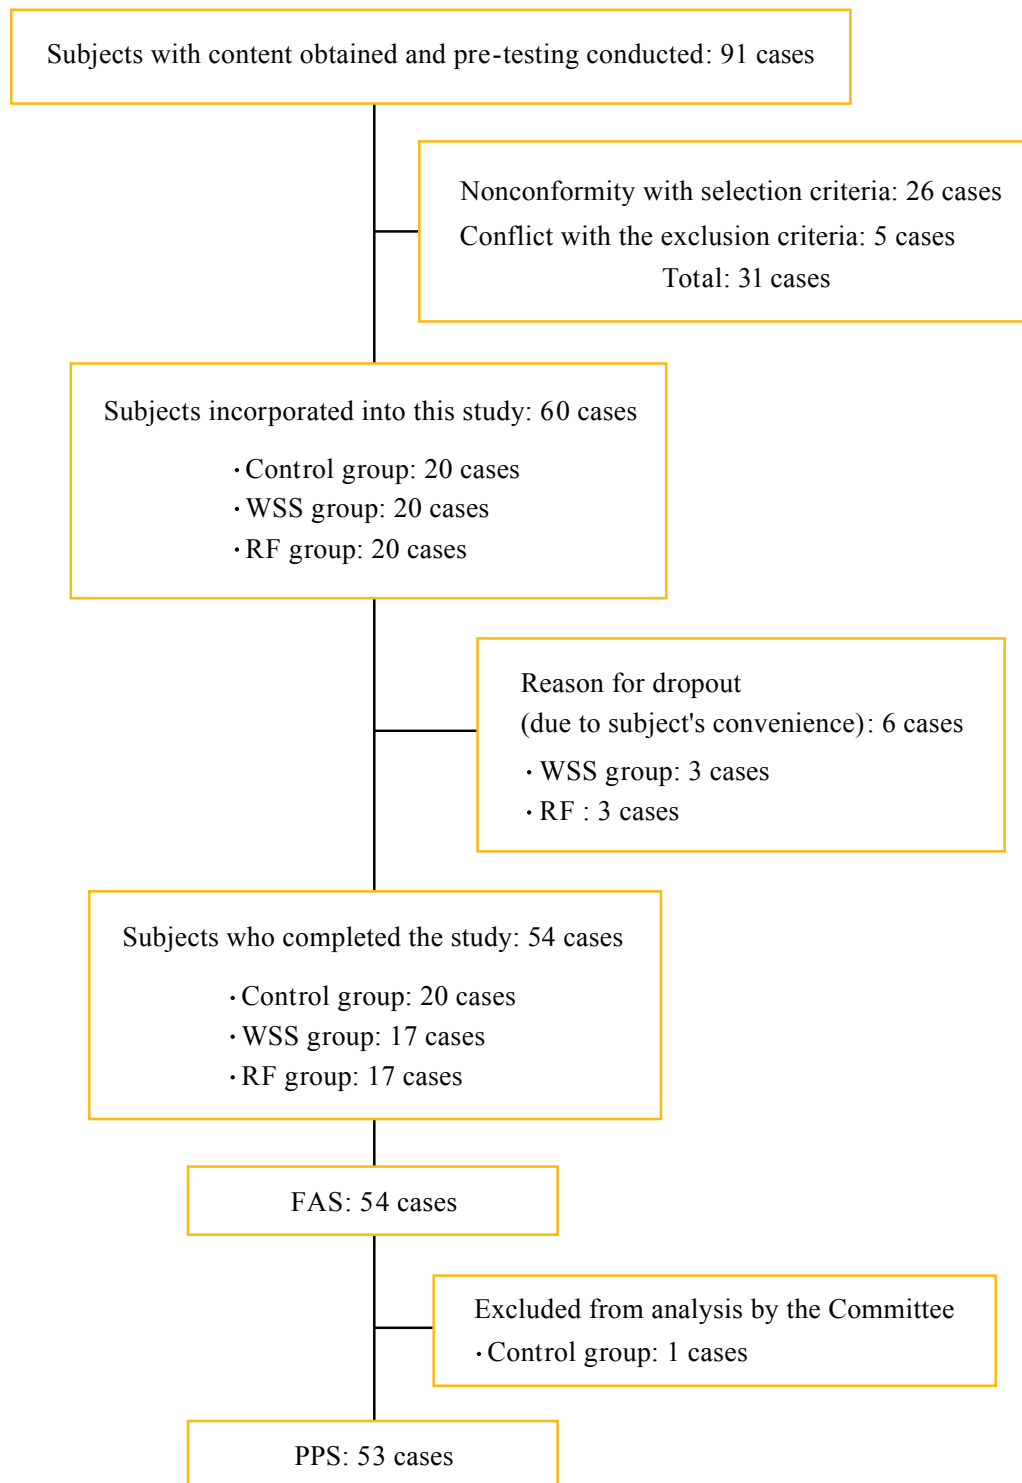 Subjects with content obtained and pre-testing conducted: 91 cases
Nonconformity with selection criteria: 26 cases
Conflict with the exclusion criteria: 5 cases
Total: 31 cases
Subjects incorporated into this study: 60 cases
・Control group: 20 cases
・WSS group: 20 cases
・RF group: 20 cases
Reason for dropout
(due to subject's convenience): 6 cases
・WSS group: 3 cases
・RF : 3 cases
Subjects who completed the study: 54 cases
・Control group: 20 cases
・WSS group: 17 cases
・RF group: 17 cases
FAS: 54 cases
Excluded from analysis by the Committee
・Control group: 1 cases
PPS: 53 cases